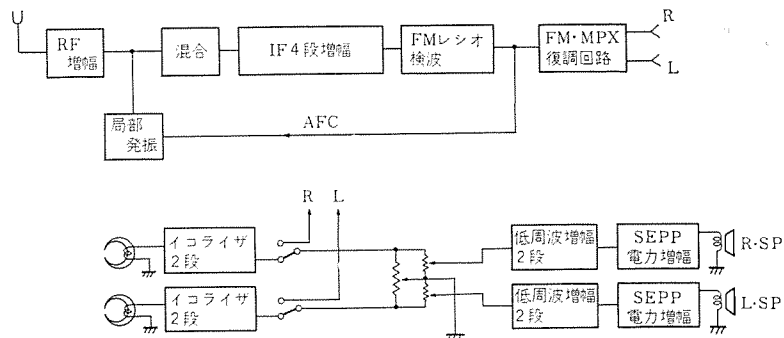 RF
増幅
混合
IF4段増幅
FMレシオ
検波
FM・MPX
復調回路
R
L
局部
発振
AFC
R L
イコライザ
2段
低周波増幅
2段
SEPP
電力増幅
R・SP
イコライザ
2段
低周波増幅
2段
SEPP
電力増幅
L・SP